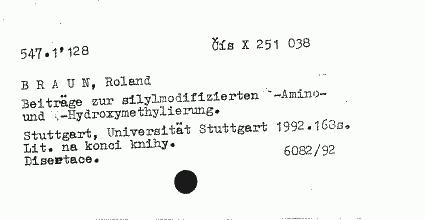 547.1'128 Čís X 251 038
B R A U N, Roland
Beiträge zur silylmodifizierten -Amino-
und -Hydroxymethylierung.
Stuttgart, Universität Stuttgart 1992.168s.
Lit. na konci knihy.
Disertace. 6082/92